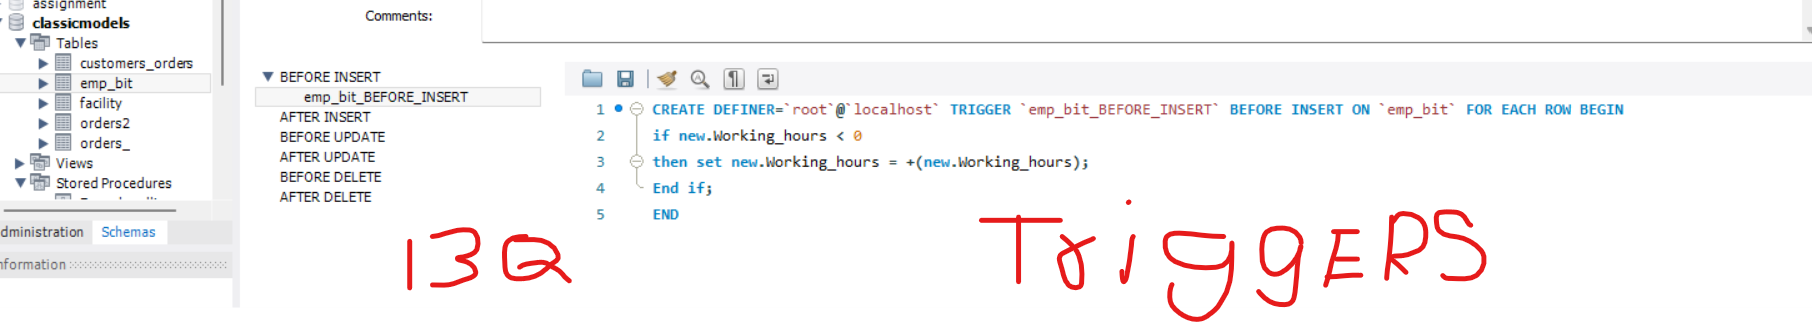 assignment
classicmodels
Tables
customers_orders
emp_bit
facility
orders2
orders_
Views
Stored Procedures
dministration Schemas
nformation
Comments:
BEFORE INSERT
emp_bit_BEFORE_INSERT
AFTER INSERT
BEFORE UPDATE
AFTER UPDATE
BEFORE DELETE
AFTER DELETE
1 CREATE DEFINER=`root`@`localhost` TRIGGER `emp_bit_BEFORE_INSERT` BEFORE INSERT ON `emp_bit` FOR EACH ROW BEGIN
2 if new.Working_hours < 0
3 then set new.Working_hours = +(new.Working_hours);
4 End if;
5 END
13Q TriggERS